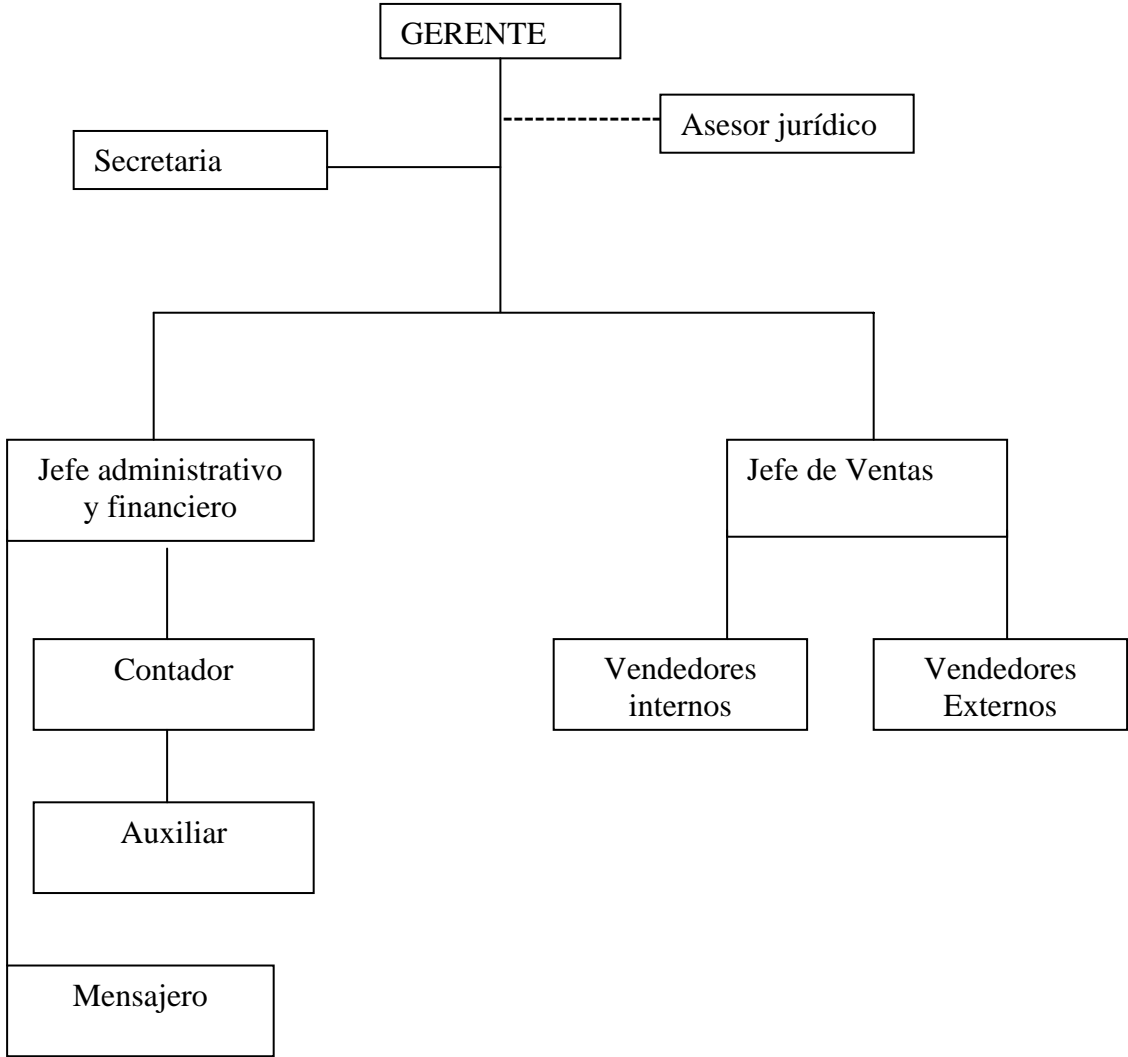 GERENTE
Asesor jurídico
Secretaria
Jefe administrativo
y financiero
Jefe de Ventas
Contador
Vendedores
internos
Vendedores
Externos
Auxiliar
Mensajero